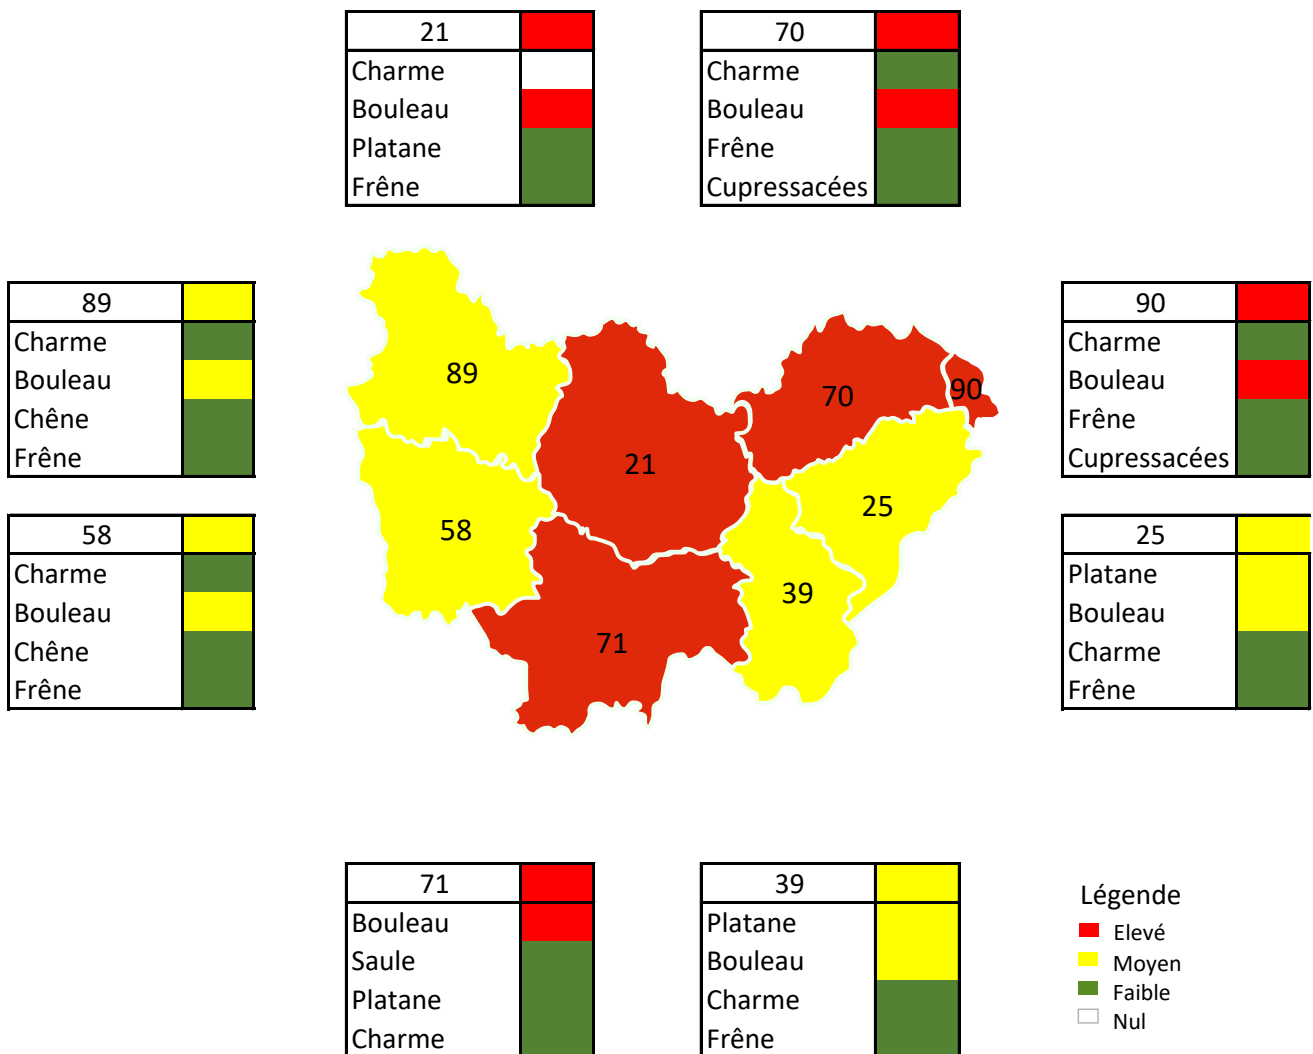 21
Charme
Bouleau
Platane
Frêne
70
Charme
Bouleau
Frêne
Cupressacées
89
Charme
Bouleau
Chêne
Frêne
58
Charme
Bouleau
Chêne
Frêne
89
21
70
90
58
25
39
71
90
Charme
Bouleau
Frêne
Cupressacées
25
Platane
Bouleau
Charme
Frêne
71
Bouleau
Saule
Platane
Charme
39
Platane
Bouleau
Charme
Frêne
Légende
Elevé
Moyen
Faible
Nul